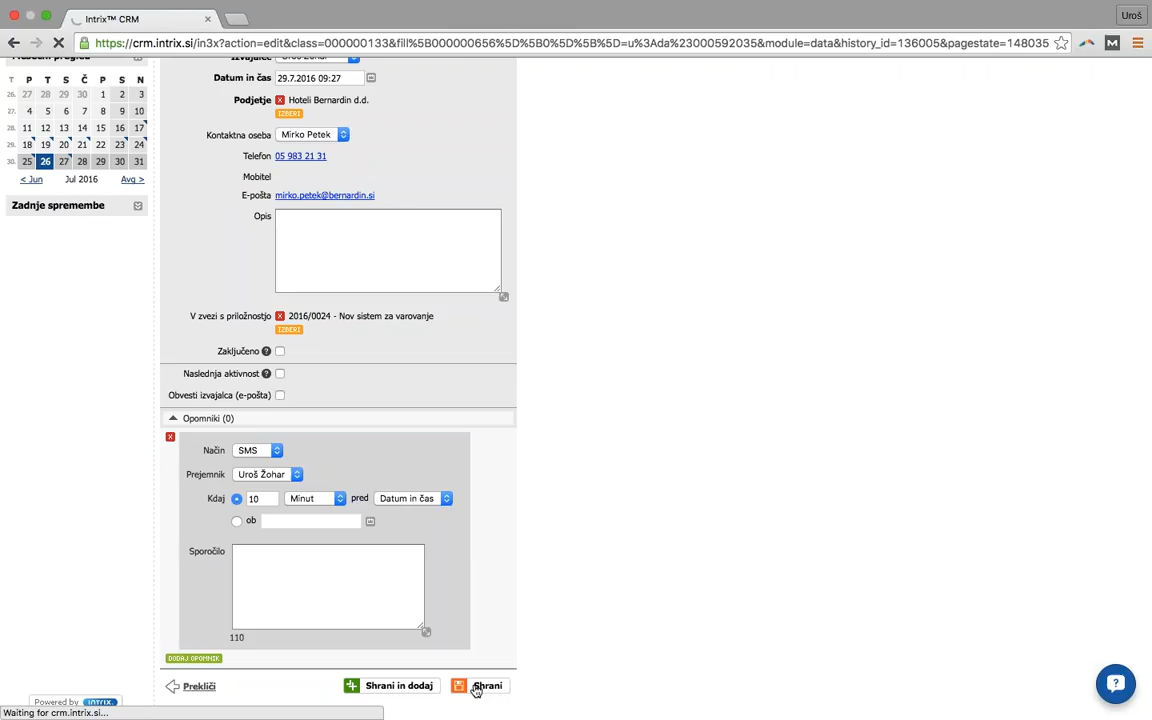 Intrix™ CRM
Uroš
https://crm.intrix.si/in3x?action=edit&class=000000133&fill%5B000000656%5D%5B0%5D%5B%5D=u%3Ada%23000592035&module=data&history_id=136005&pagestate=148035
T P T S Č P S N
26. 27 28 29 30 1 2 3
27. 4 5 6 7 8 9 10
28. 11 12 13 14 15 16 17
29. 18 19 20 21 22 23 24
30. 25 26 27 28 29 30 31
< Jun Jul 2016 Avg >
Zadnje spremembe
Datum in čas 29.7.2016 09:27
Podjetje X Hoteli Bernardin d.d.
IZBERI
Kontaktna oseba Mirko Petek
Telefon 05 983 21 31
Mobitel
E-pošta mirko.petek@bernardin.si
Opis
V zvezi s priložnostjo X 2016/0024 - Nov sistem za varovanje
IZBERI
Zaključeno ?
Naslednja aktivnost ?
Obvesti izvajalca (e-pošta)
Opomniki (0)
X
Način SMS
Prejemnik Uroš Žohar
Kdaj 10 Minut pred Datum in čas
ob
Sporočilo
110
DODAJ OPOMNIK
Prekliči Shrani in dodaj Shrani
Powered by INTRIX.
Waiting for crm.intrix.si...